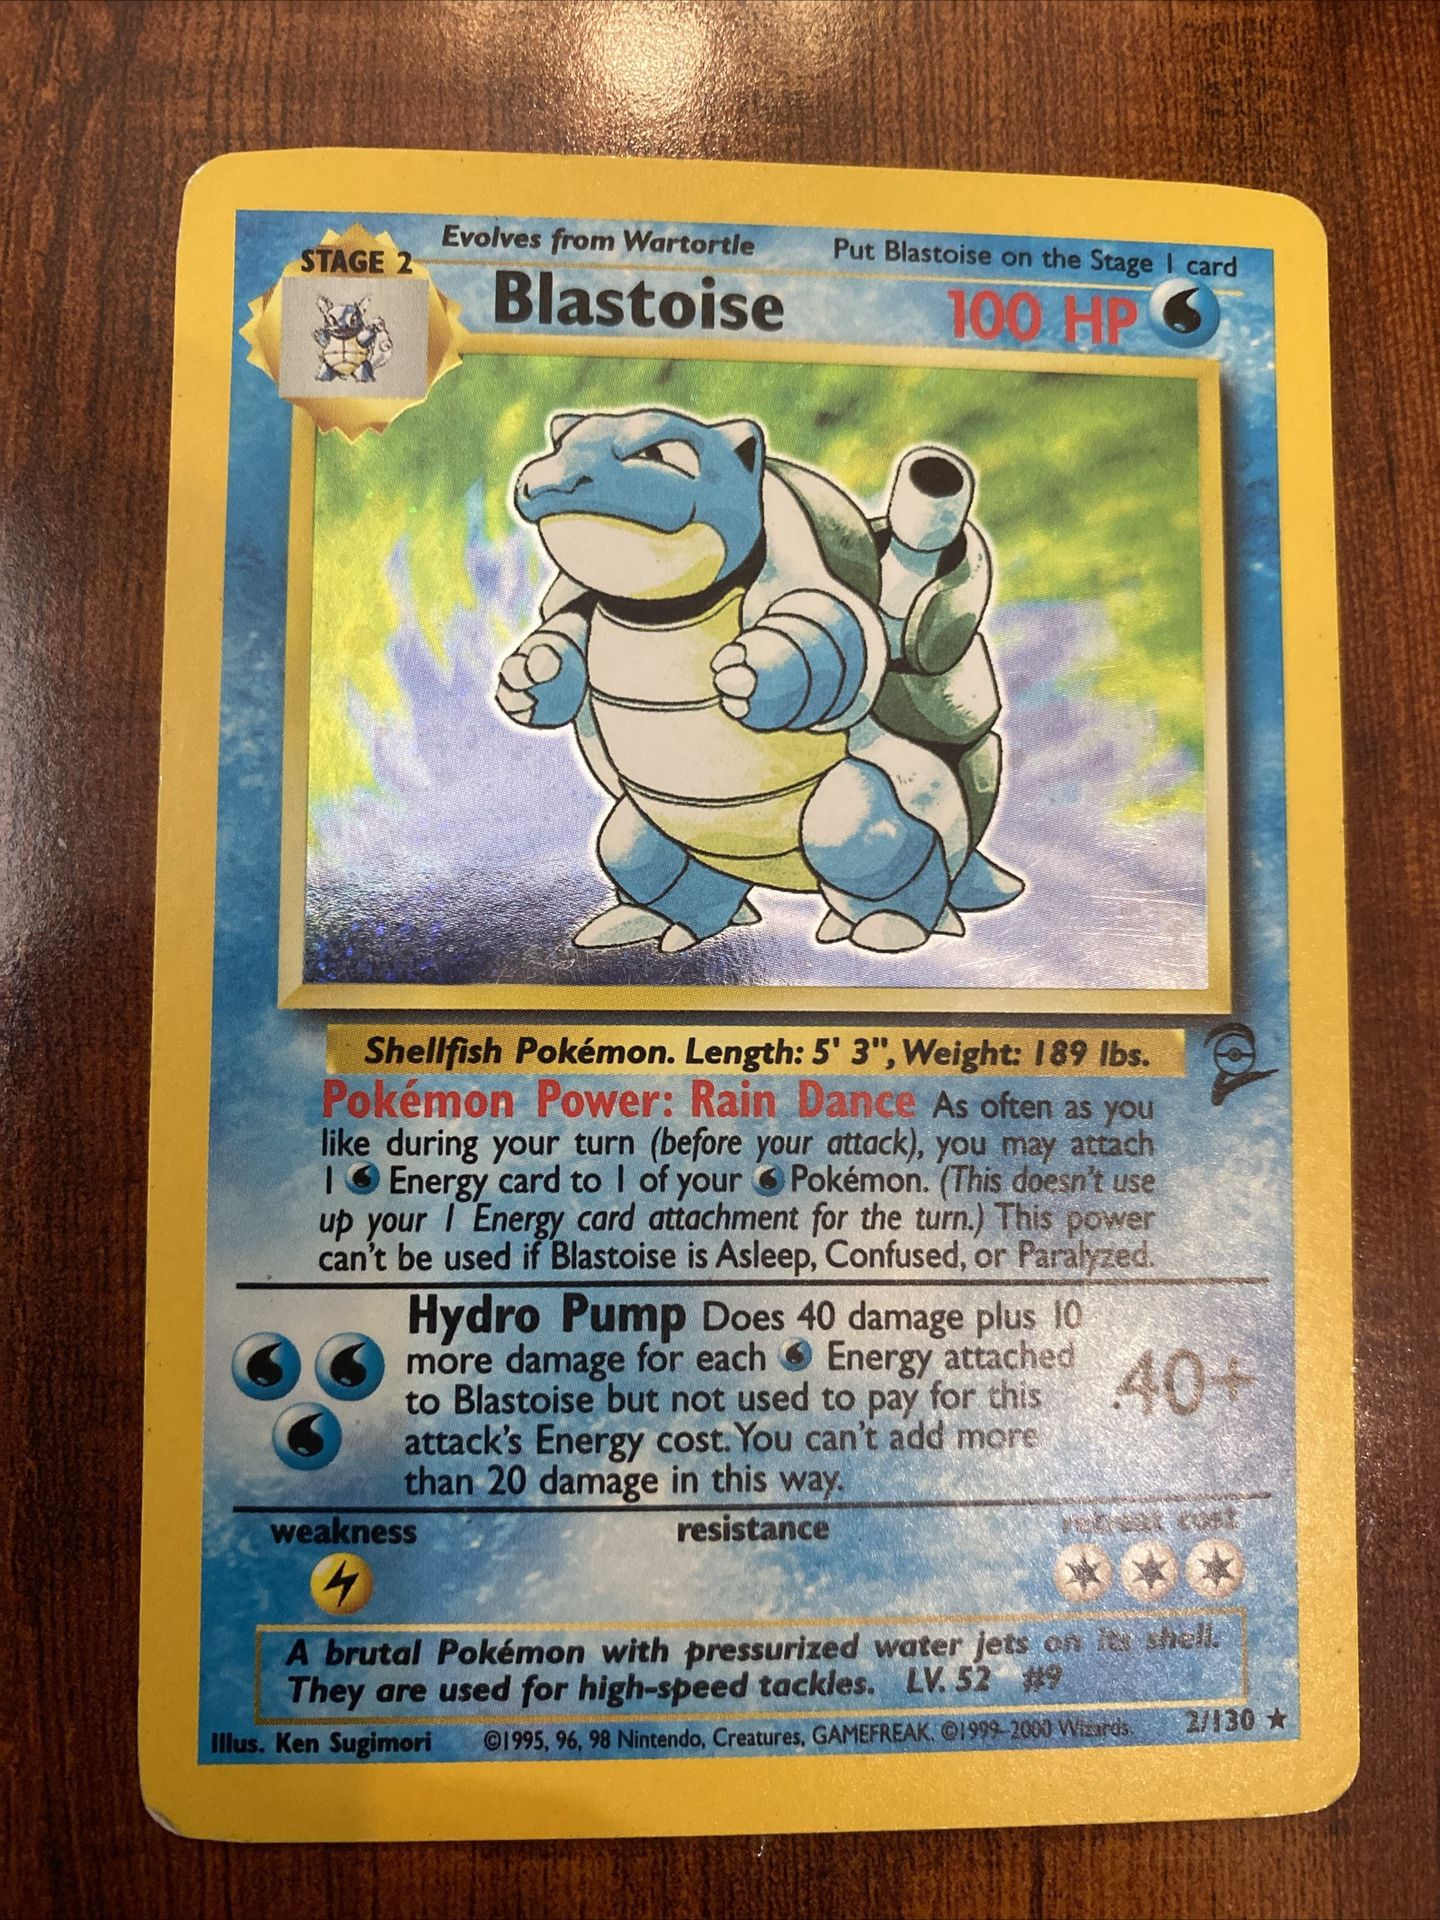 Evolves from Wartortle Put Blastoise on the Stage 1 card
STAGE 2
Blastoise 100 HP
Shellfish Pokémon. Length: 5' 3", Weight: 189 lbs.
Pokémon Power: Rain Dance As often as you
like during your turn (before your attack), you may attach
1 Energy card to 1 of your Pokémon. (This doesn't use
up your 1 Energy card attachment for the turn.) This power
can't be used if Blastoise is Asleep, Confused, or Paralyzed.
Hydro Pump Does 40 damage plus 10
more damage for each Energy attached
to Blastoise but not used to pay for this
attack's Energy cost. You can't add more
than 20 damage in this way.
40+
weakness resistance retreat cost
A brutal Pokémon with pressurized water jets on its shell.
They are used for high-speed tackles. LV. 52 #9
Illus. Ken Sugimori ©1995, 96, 98 Nintendo, Creatures, GAMEFREAK. ©1999-2000 Wizards. 2/130 ★